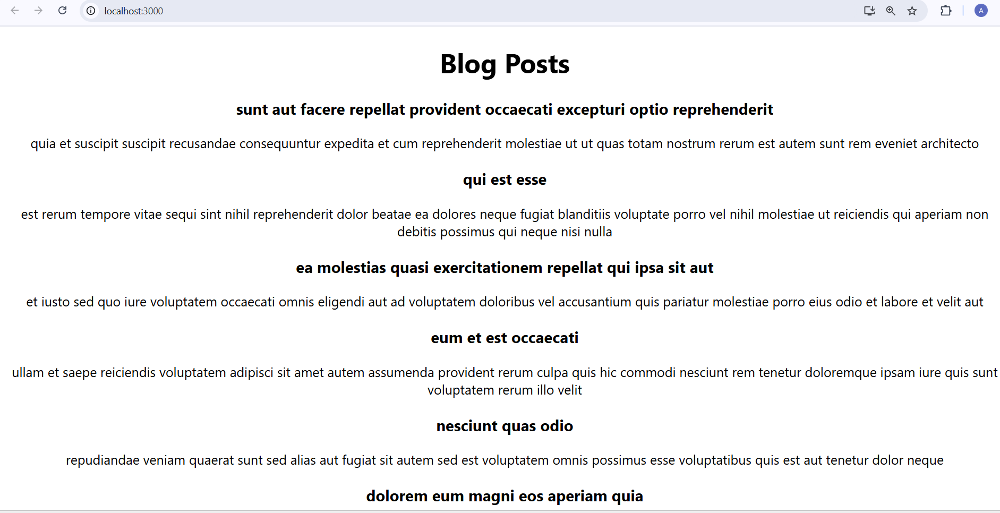 localhost:3000
A
Blog Posts
sunt aut facere repellat provident occaecati excepturi optio reprehenderit
quia et suscipit suscipit recusandae consequuntur expedita et cum reprehenderit molestiae ut ut quas totam nostrum rerum est autem sunt rem eveniet architecto
qui est esse
est rerum tempore vitae sequi sint nihil reprehenderit dolor beatae ea dolores neque fugiat blanditiis voluptate porro vel nihil molestiae ut reiciendis qui aperiam non
debitis possimus qui neque nisi nulla
ea molestias quasi exercitationem repellat qui ipsa sit aut
et iusto sed quo iure voluptatem occaecati omnis eligendi aut ad voluptatem doloribus vel accusantium quis pariatur molestiae porro eius odio et labore et velit aut
eum et est occaecati
ullam et saepe reiciendis voluptatem adipisci sit amet autem assumenda provident rerum culpa quis hic commodi nesciunt rem tenetur doloremque ipsam iure quis sunt
voluptatem rerum illo velit
nesciunt quas odio
repudiandae veniam quaerat sunt sed alias aut fugiat sit autem sed est voluptatem omnis possimus esse voluptatibus quis est aut tenetur dolor neque
dolorem eum magni eos aperiam quia